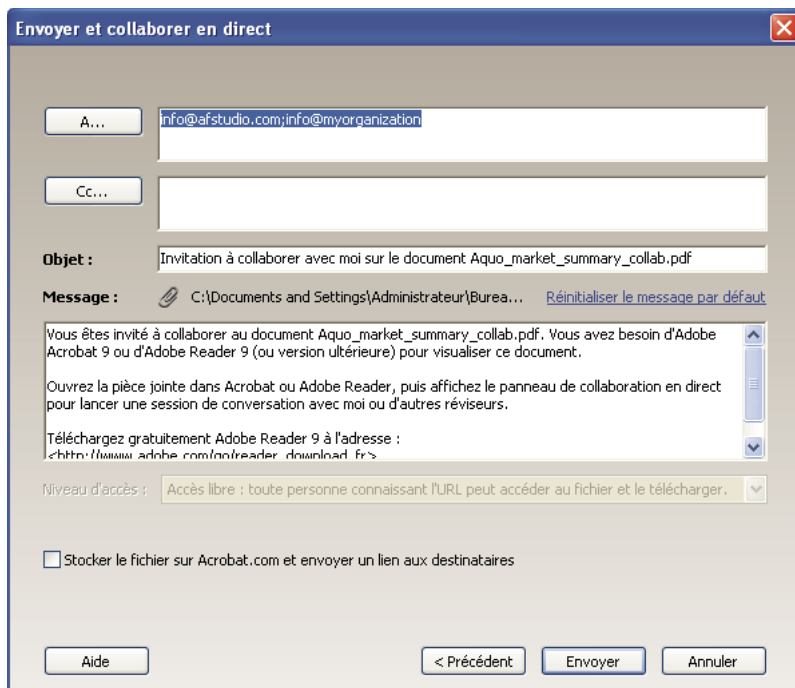 Envoyer et collaborer en direct
A...
info@afstudio.com;info@myorganization
Cc...
Objet :
Invitation à collaborer avec moi sur le document Aquo_market_summary_collab.pdf
Message :
C:\Documents and Settings\Administrateur\Burea...
Réinitialiser le message par défaut
Vous êtes invité à collaborer au document Aquo_market_summary_collab.pdf. Vous avez besoin d'Adobe
Acrobat 9 ou d'Adobe Reader 9 (ou version ultérieure) pour visualiser ce document.
Ouvrez la pièce jointe dans Acrobat ou Adobe Reader, puis affichez le panneau de collaboration en direct
pour lancer une session de conversation avec moi ou d'autres réviseurs.
Téléchargez gratuitement Adobe Reader 9 à l'adresse :
<http://www.adobe.com/go/reader_download_fr>
Niveau d'accès :
Accès libre : toute personne connaissant l'URL peut accéder au fichier et le télécharger.
Stocker le fichier sur Acrobat.com et envoyer un lien aux destinataires
Aide
< Précédent
Envoyer
Annuler